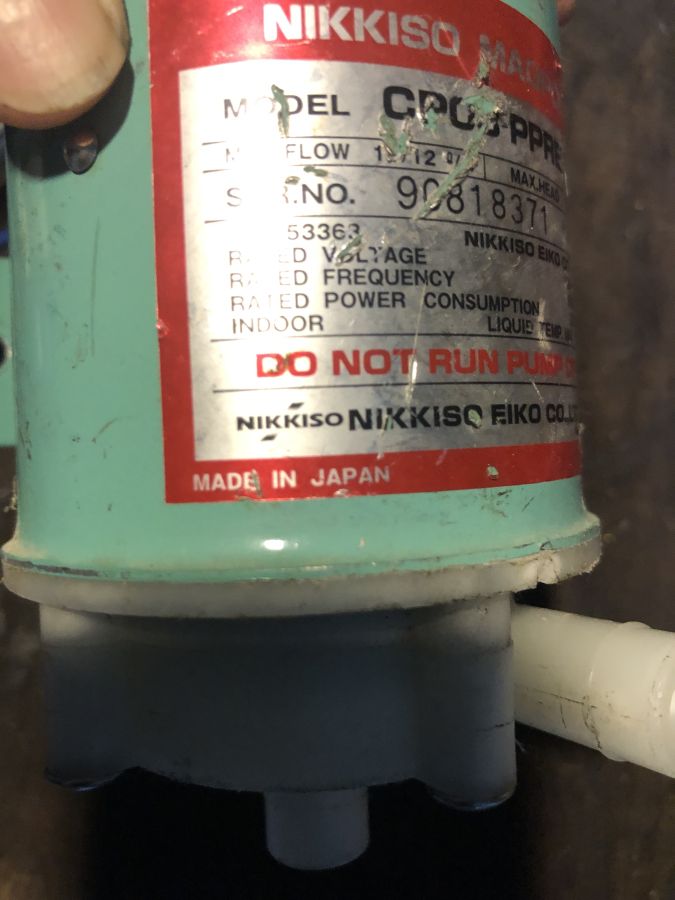 NIKKISO
MODEL
FLOW
MAX.HEAD
NO. 90818371
53363 NIKKISO EIKO
RATED VOLTAGE
RATED FREQUENCY
RATED POWER CONSUMPTION
INDOOR LIQUID TEMP.
DO NOT RUN PUMP
NIKKISO NIKKISO EIKO CO.,
MADE IN JAPAN